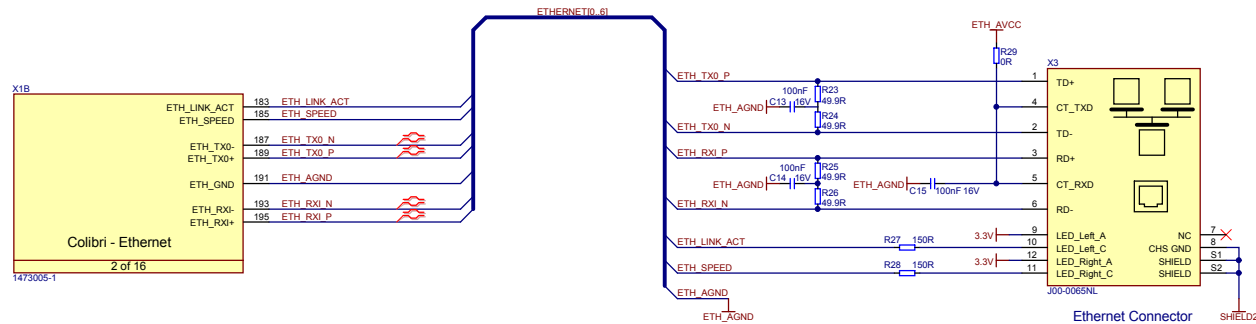 ETHERNET[0..6]
ETH_AVCC
R29
0R
X1B
ETH_LINK_ACT
183
ETH_LINK_ACT
ETH_SPEED
185
ETH_SPEED
ETH_TX0-
187
ETH_TX0_N
ETH_TX0+
189
ETH_TX0_P
ETH_GND
191
ETH_AGND
ETH_RXI-
193
ETH_RXI_N
ETH_RXI+
195
ETH_RXI_P
Colibri - Ethernet
2 of 16
1473005-1
ETH_TX0_P
100nF
ETH_AGND
C13
16V
R23
49.9R
R24
49.9R
ETH_TX0_N
ETH_RXI_P
100nF
ETH_AGND
C14
16V
R25
49.9R
R26
49.9R
ETH_AGND
C15
100nF 16V
ETH_RXI_N
ETH_LINK_ACT
R27
150R
ETH_SPEED
R28
150R
ETH_AGND
ETH_AGND
3.3V
3.3V
X3
1
TD+
4
CT_TXD
2
TD-
3
RD+
5
CT_RXD
6
RD-
9
LED_Left_A
10
LED_Left_C
12
LED_Right_A
11
LED_Right_C
NC
7
CHS GND
8
SHIELD
S1
SHIELD
S2
J00-0065NL
Ethernet Connector
SHIELD2